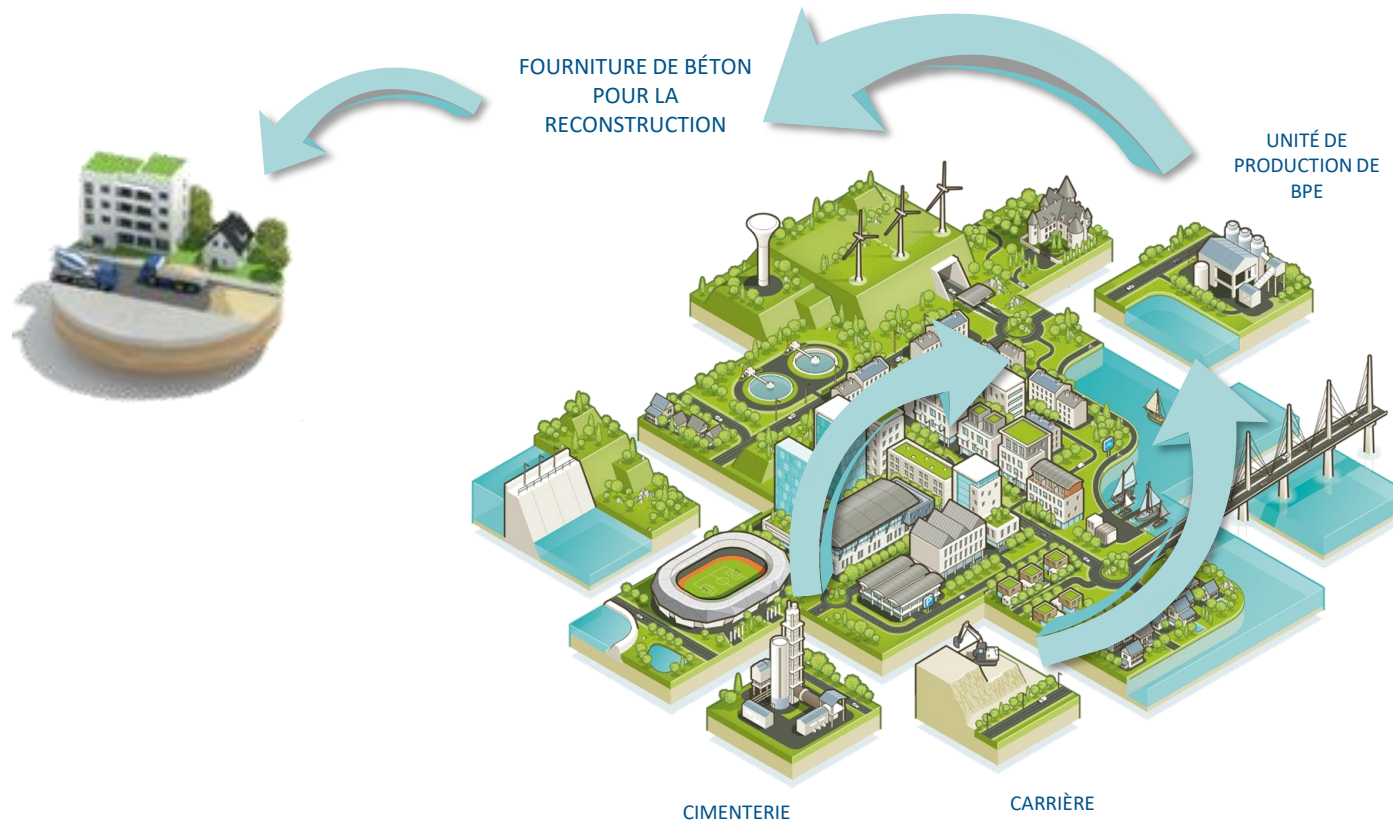 FOURNITURE DE BÉTON
POUR LA
RECONSTRUCTION
UNITÉ DE
PRODUCTION DE
BPE
CIMENTERIE
CARRIÈRE